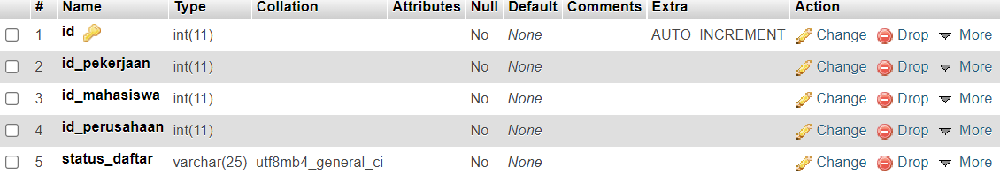 # Name Type Collation Attributes Null Default Comments Extra Action
1 id int(11) No None AUTO_INCREMENT Change Drop More
2 id_pekerjaan int(11) No None Change Drop More
3 id_mahasiswa int(11) No None Change Drop More
4 id_perusahaan int(11) No None Change Drop More
5 status_daftar varchar(25) utf8mb4_general_ci No None Change Drop More